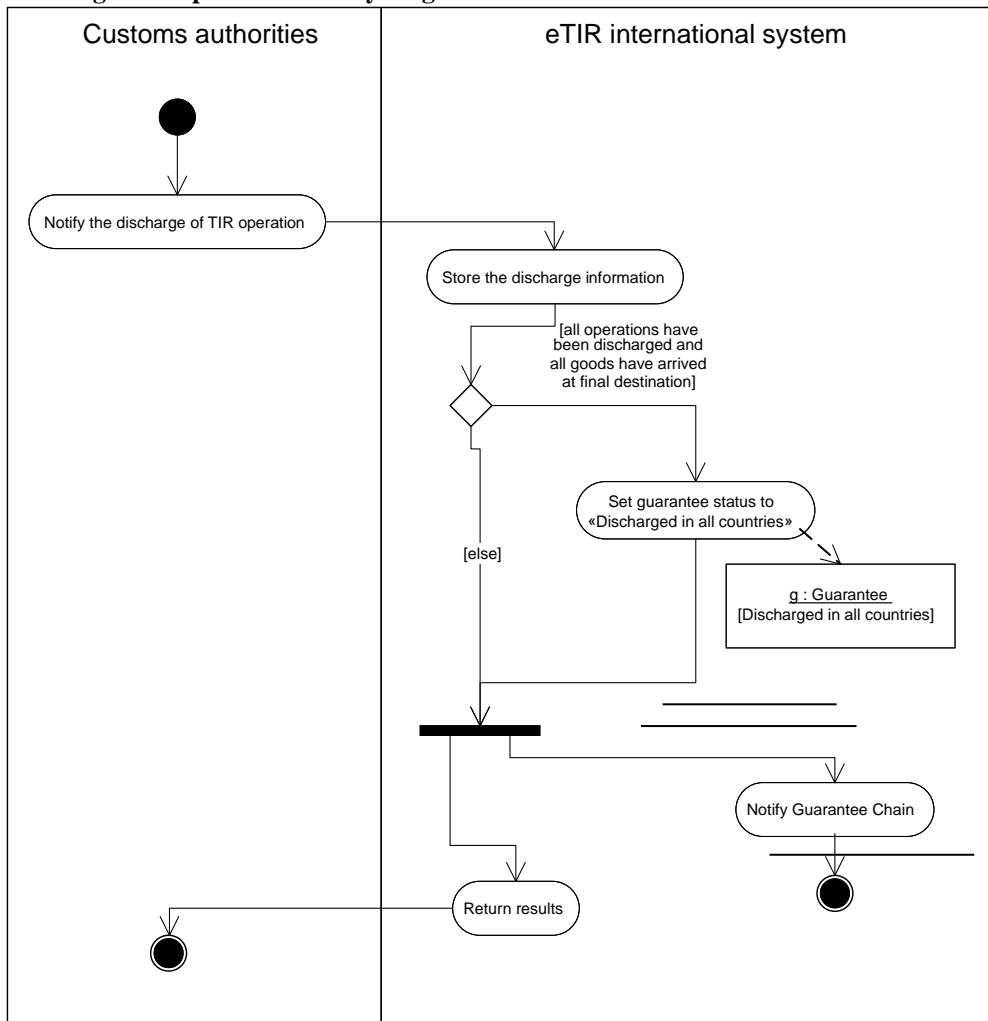 Customs authorities
eTIR international system
Notify the discharge of TIR operation
Store the discharge information
[all operations have
been discharged and
all goods have arrived
at final destination]
Set guarantee status to
«Discharged in all countries»
[else]
g : Guarantee
[Discharged in all countries]
Notify Guarantee Chain
Return results